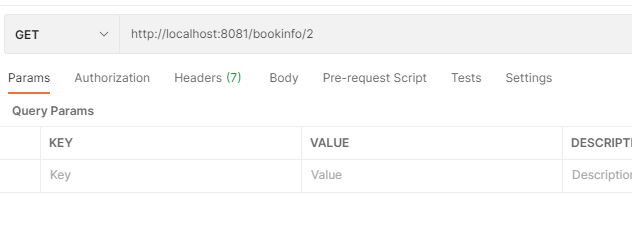 GET http://localhost:8081/bookinfo/2
Params Authorization Headers (7) Body Pre-request Script Tests Settings
Query Params
KEY VALUE DESCRIPTI
Key Value Description